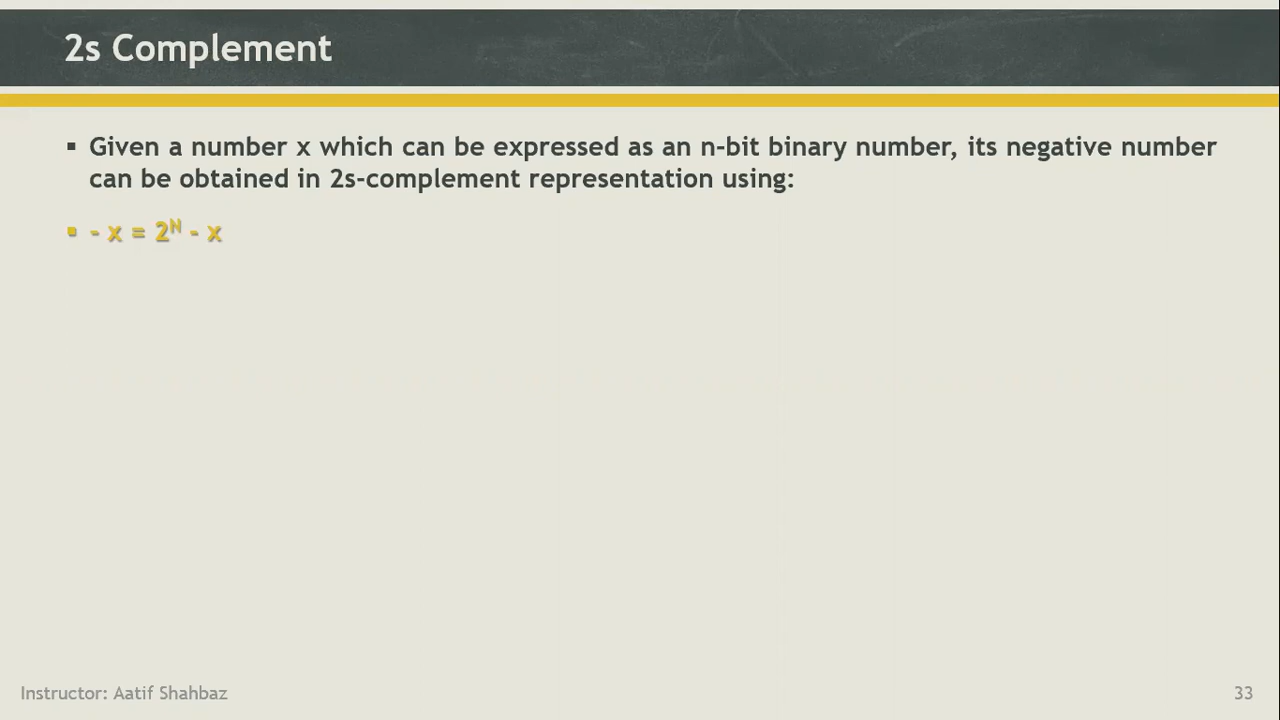 2s Complement
▪ Given a number x which can be expressed as an n-bit binary number, its negative number
can be obtained in 2s-complement representation using:
▪ - x = 2ᴺ - x
Instructor: Aatif Shahbaz
33